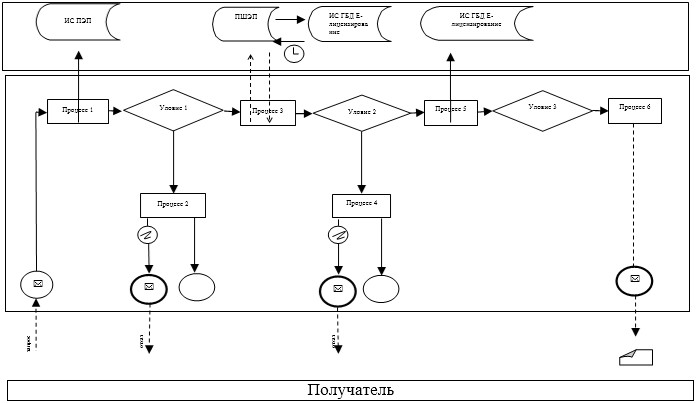 ИС ПЭП
ПШЭП
ИС ГБД Е-
лицензирова
ние
ИС ГБД Е-
лицензирование
Процесс 1
Условие 1
Процесс 3
Условие 2
Процесс 5
Условие 3
Процесс 6
Процесс 2
Процесс 4
Получатель